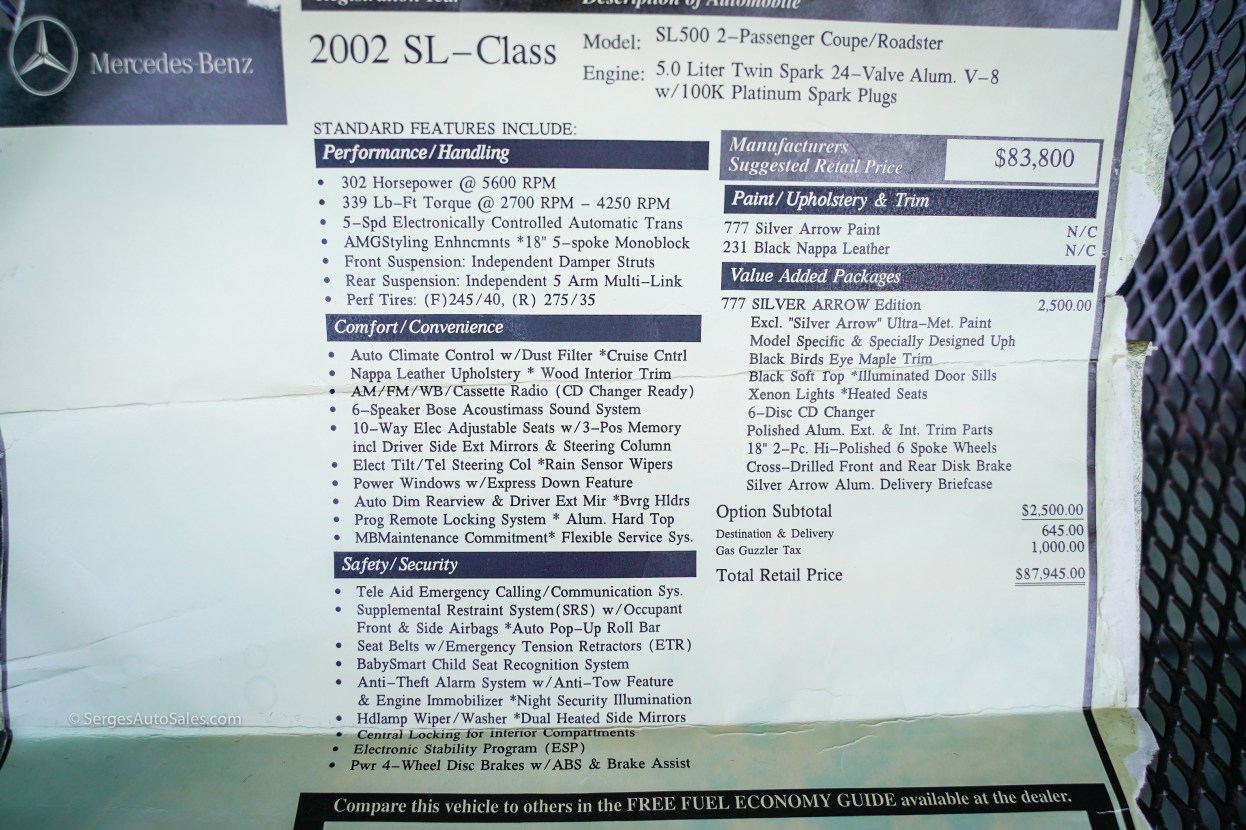 Registration Year
Description of Automobile
Mercedes-Benz
2002 SL-Class
Model: SL500 2-Passenger Coupe/Roadster
Engine: 5.0 Liter Twin Spark 24-Valve Alum. V-8
w/100K Platinum Spark Plugs
STANDARD FEATURES INCLUDE:
Performance/Handling
• 302 Horsepower @ 5600 RPM
• 339 Lb-Ft Torque @ 2700 RPM - 4250 RPM
• 5-Spd Electronically Controlled Automatic Trans
• AMGStyling Enhncmnts *18" 5-spoke Monoblock
• Front Suspension: Independent Damper Struts
• Rear Suspension: Independent 5 Arm Multi-Link
• Perf Tires: (F)245/40, (R) 275/35
Comfort/Convenience
• Auto Climate Control w/Dust Filter *Cruise Cntrl
• Nappa Leather Upholstery * Wood Interior Trim
• AM/FM/WB/Cassette Radio (CD Changer Ready)
• 6-Speaker Bose Acoustimass Sound System
• 10-Way Elec Adjustable Seats w/3-Pos Memory
incl Driver Side Ext Mirrors & Steering Column
• Elect Tilt/Tel Steering Col *Rain Sensor Wipers
• Power Windows w/Express Down Feature
• Auto Dim Rearview & Driver Ext Mir *Bvrg Hldrs
• Prog Remote Locking System * Alum. Hard Top
• MBMaintenance Commitment* Flexible Service Sys.
Safety/Security
• Tele Aid Emergency Calling/Communication Sys.
• Supplemental Restraint System(SRS) w/Occupant
Front & Side Airbags *Auto Pop-Up Roll Bar
• Seat Belts w/Emergency Tension Retractors (ETR)
• BabySmart Child Seat Recognition System
• Anti-Theft Alarm System w/Anti-Tow Feature
& Engine Immobilizer *Night Security Illumination
• Hdlamp Wiper/Washer *Dual Heated Side Mirrors
• Central Locking for Interior Compartments
• Electronic Stability Program (ESP)
• Pwr 4-Wheel Disc Brakes w/ABS & Brake Assist
Manufacturers
Suggested Retail Price $83,800
Paint/Upholstery & Trim
777 Silver Arrow Paint N/C
231 Black Nappa Leather N/C
Value Added Packages
777 SILVER ARROW Edition 2,500.00
Excl. "Silver Arrow" Ultra-Met. Paint
Model Specific & Specially Designed Uph
Black Birds Eye Maple Trim
Black Soft Top *Illuminated Door Sills
Xenon Lights *Heated Seats
6-Disc CD Changer
Polished Alum. Ext. & Int. Trim Parts
18" 2-Pc. Hi-Polished 6 Spoke Wheels
Cross-Drilled Front and Rear Disk Brake
Silver Arrow Alum. Delivery Briefcase
Option Subtotal $2,500.00
Destination & Delivery 645.00
Gas Guzzler Tax 1,000.00
Total Retail Price $87,945.00
© SergesAutoSales.com
Compare this vehicle to others in the FREE FUEL ECONOMY GUIDE available at the dealer.